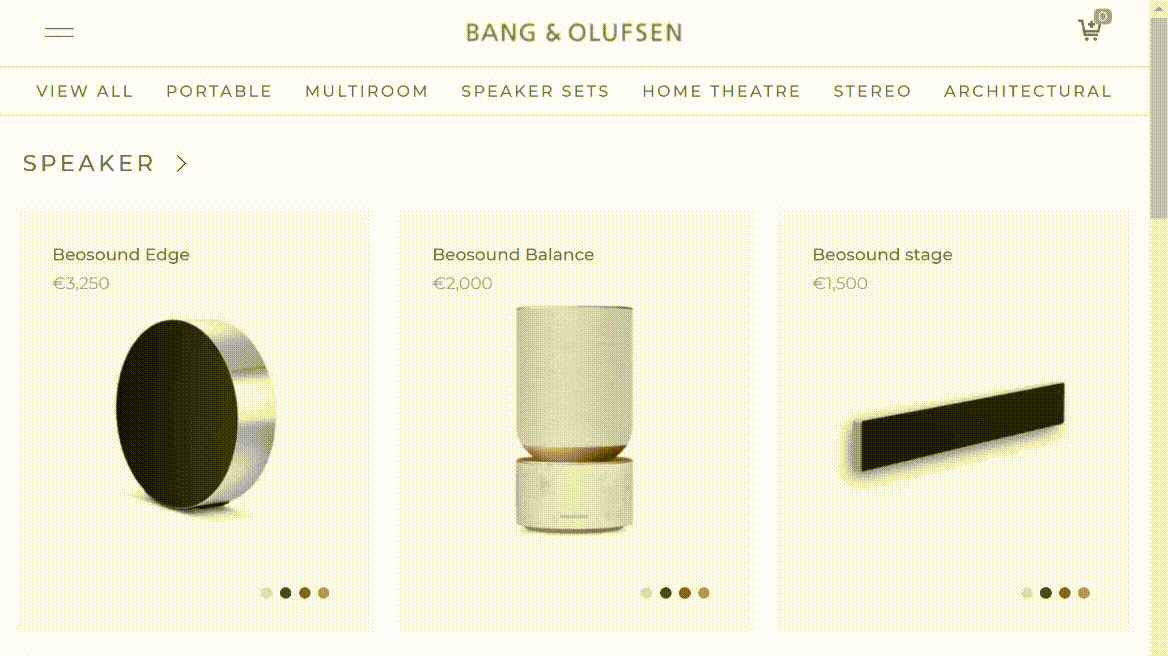 BANG & OLUFSEN
0
VIEW ALL PORTABLE MULTIROOM SPEAKER SETS HOME THEATRE STEREO ARCHITECTURAL
SPEAKER
Beosound Edge
€3,250
Beosound Balance
€2,000
Beosound stage
€1,500